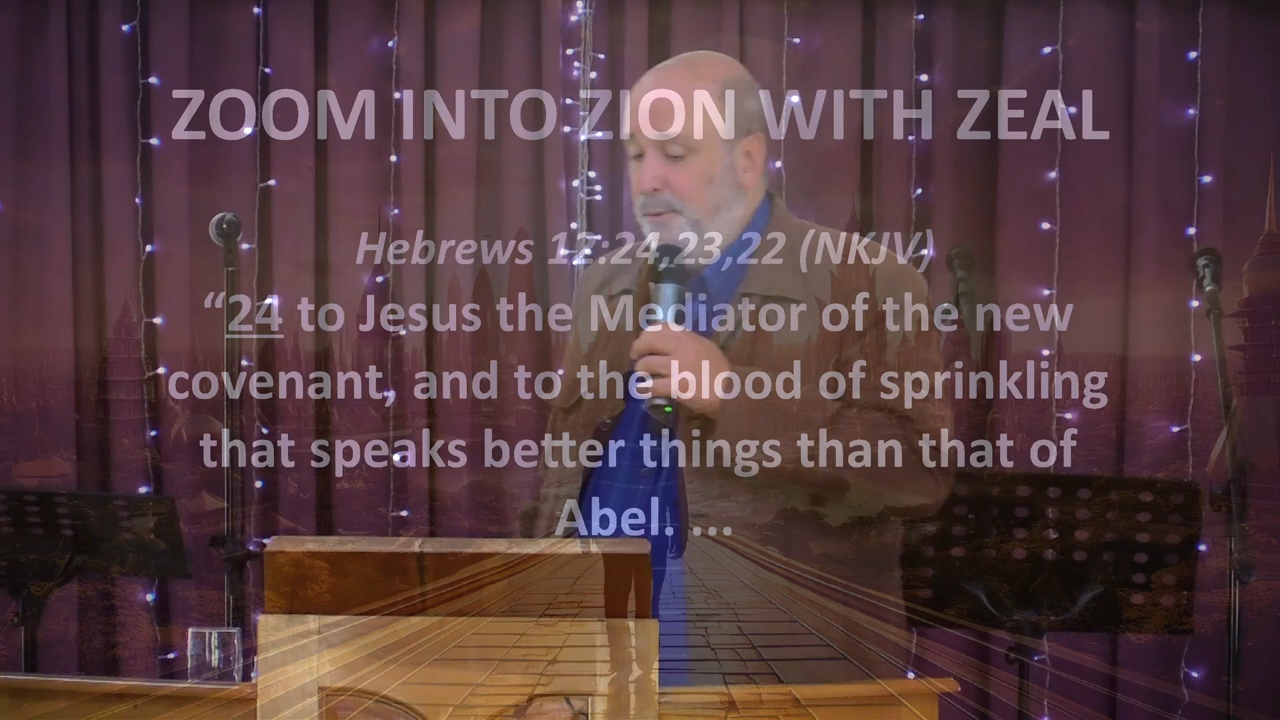 ZOOM INTO ZION WITH ZEAL
Hebrews 12:24,23,22 (NKJV)
“24 to Jesus the Mediator of the new
covenant, and to the blood of sprinkling
that speaks better things than that of
Abel. ...